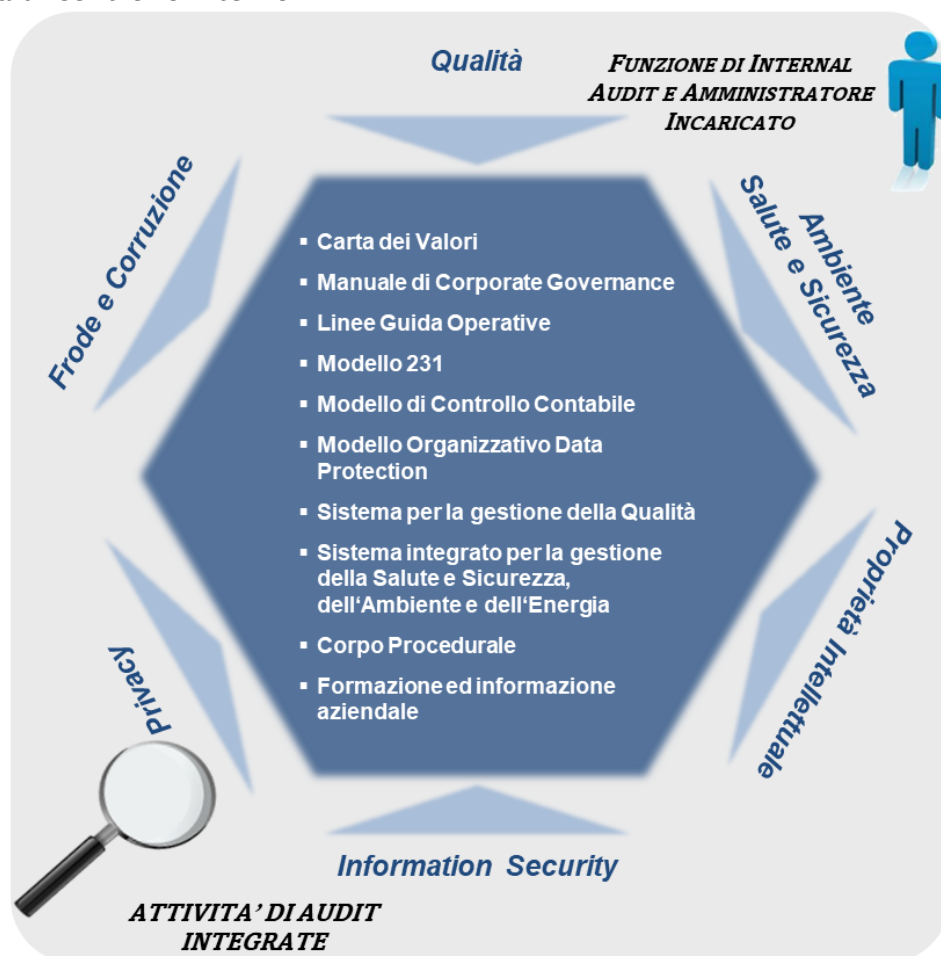 Qualità
FUNZIONE DI INTERNAL
AUDIT E AMMINISTRATORE
INCARICATO
Frode e Corruzione
Ambiente
Salute e Sicurezza
▪ Carta dei Valori
▪ Manuale di Corporate Governance
▪ Linee Guida Operative
▪ Modello 231
▪ Modello di Controllo Contabile
▪ Modello Organizzativo Data
Protection
▪ Sistema per la gestione della Qualità
▪ Sistema integrato per la gestione
della Salute e Sicurezza,
dell‘Ambiente e dell‘Energia
▪ Corpo Procedurale
▪ Formazione ed informazione
aziendale
Proprietà Intellettuale
Privacy
Information Security
ATTIVITA’ DI AUDIT
INTEGRATE